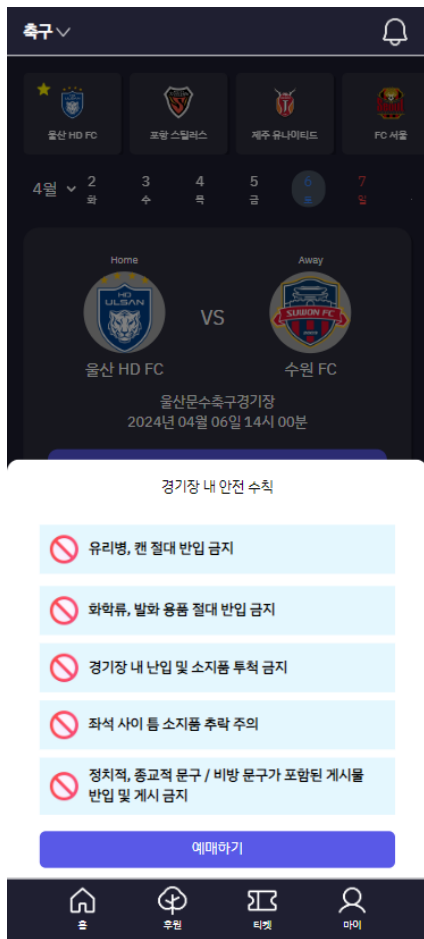 축구
울산 HD FC
포항 스틸러스
제주 유나이티드
FC 서울
4월
2 3 4 5 6 7
화 수 목 금 토 일
Home
Away
HD
ULSAN
VS
SUWON FC
울산 HD FC
수원 FC
울산문수축구경기장
2024년 04월 06일 14시 00분
경기장 내 안전 수칙
유리병, 캔 절대 반입 금지
화학류, 발화 용품 절대 반입 금지
경기장 내 난입 및 소지품 투척 금지
좌석 사이 틈 소지품 추락 주의
정치적, 종교적 문구 / 비방 문구가 포함된 게시물
반입 및 게시 금지
예매하기
홈
후원
티켓
마이